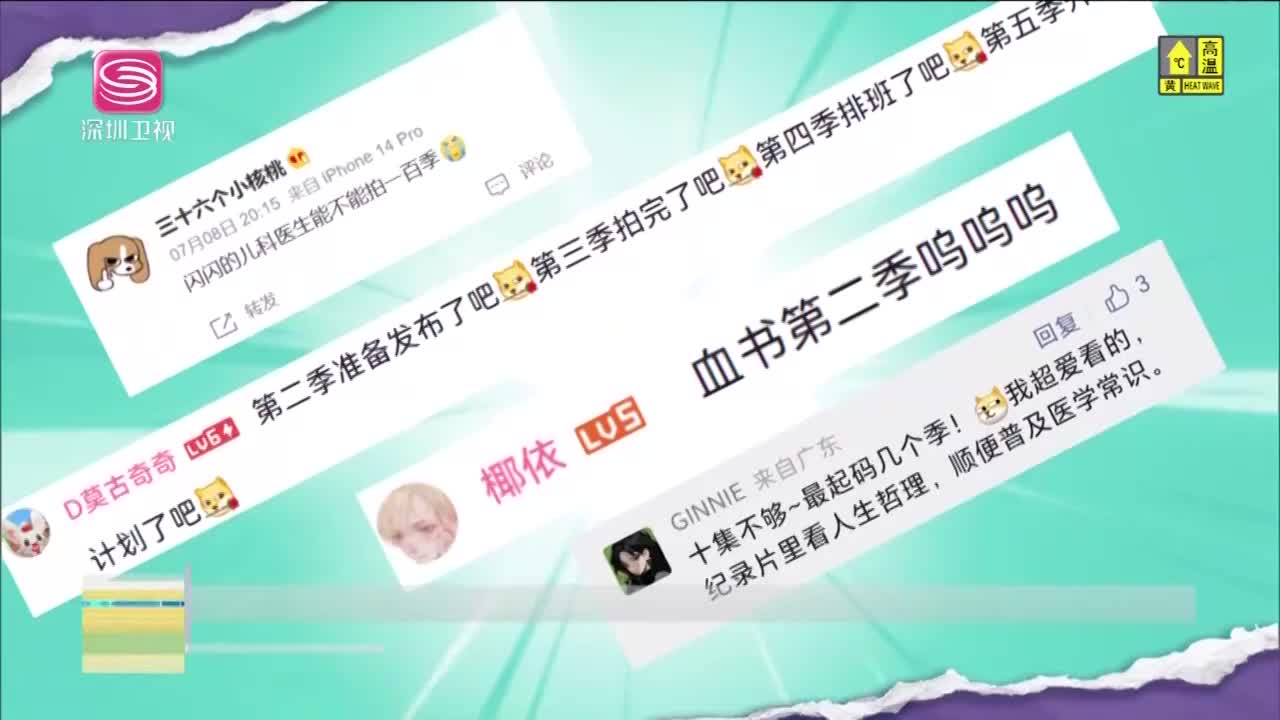 深圳卫视
高温
℃
黄 HEAT WAVE
三十六个小核桃
07月08日 20:15 来自 iPhone 14 Pro
闪闪的儿科医生能不能拍一百季
转发
评论
D莫古奇奇 LV6 第二季准备发布了吧第三季拍完了吧第四季排班了吧第五季
计划了吧
椰依 LV5 血书第二季呜呜呜
回复 3
GINNIE 来自广东
十集不够~最起码几个季！我超爱看的，
纪录片里看人生哲理，顺便普及医学常识。